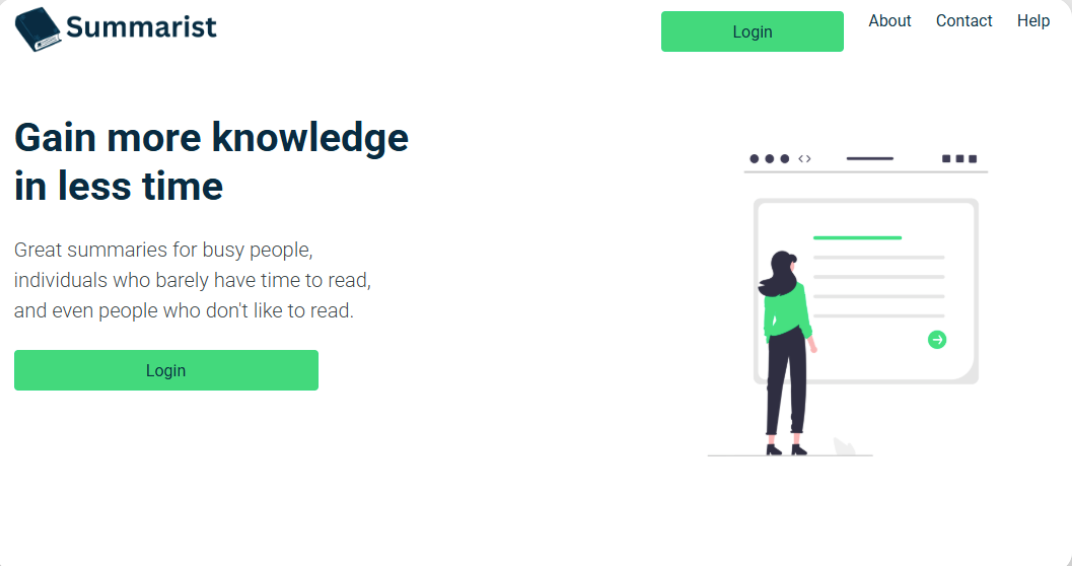 Summarist
Login
About
Contact
Help
Gain more knowledge
in less time
Great summaries for busy people,
individuals who barely have time to read,
and even people who don't like to read.
Login